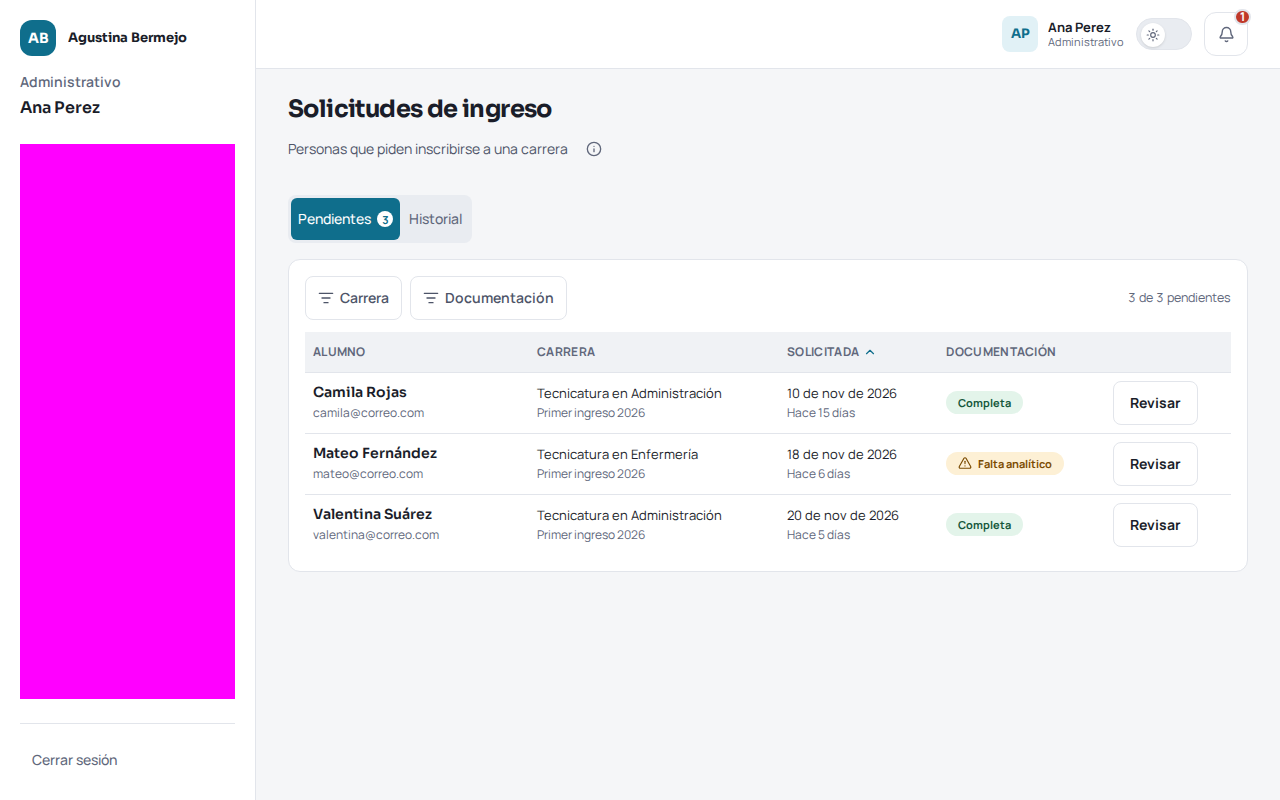 AB Agustina Bermejo
Administrativo
Ana Perez
Cerrar sesión
AP Ana Perez
Administrativo
1
Solicitudes de ingreso
Personas que piden inscribirse a una carrera
Pendientes 3 Historial
Carrera Documentación 3 de 3 pendientes
ALUMNO CARRERA SOLICITADA DOCUMENTACIÓN
Camila Rojas Tecnicatura en Administración 10 de nov de 2026 Completa Revisar
camila@correo.com Primer ingreso 2026 Hace 15 días
Mateo Fernández Tecnicatura en Enfermería 18 de nov de 2026 Falta analítico Revisar
mateo@correo.com Primer ingreso 2026 Hace 6 días
Valentina Suárez Tecnicatura en Administración 20 de nov de 2026 Completa Revisar
valentina@correo.com Primer ingreso 2026 Hace 5 días